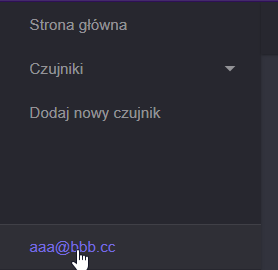 Strona główna
Czujniki
Dodaj nowy czujnik
aaa@bbb.cc